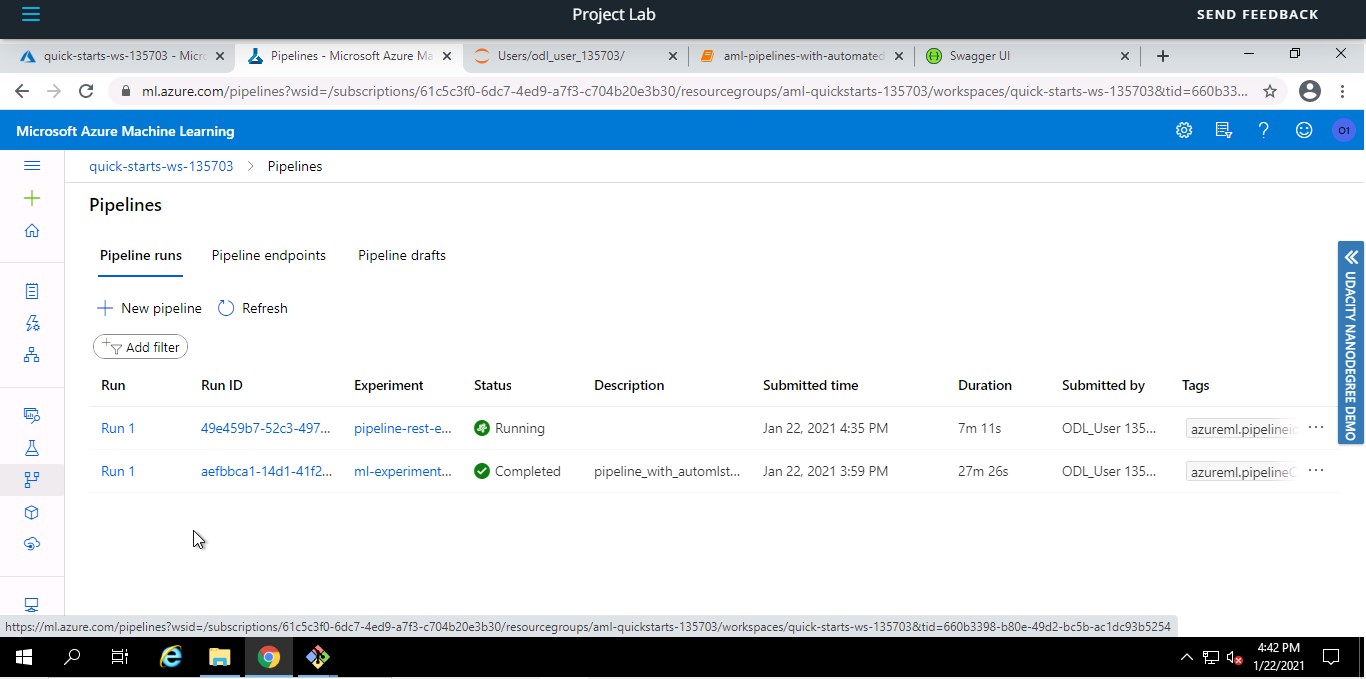 Project Lab
SEND FEEDBACK
quick-starts-ws-135703 - Micro
Pipelines - Microsoft Azure Ma
Users/odl_user_135703/
aml-pipelines-with-automated
Swagger UI
ml.azure.com/pipelines?wsid=/subscriptions/61c5c3f0-6dc7-4ed9-a7f3-c704b20e3b30/resourcegroups/aml-quickstarts-135703/workspaces/quick-starts-ws-135703&tid=660b33...
Microsoft Azure Machine Learning
O1
quick-starts-ws-135703 > Pipelines
Pipelines
Pipeline runs Pipeline endpoints Pipeline drafts
New pipeline Refresh
Add filter
Run Run ID Experiment Status Description Submitted time Duration Submitted by Tags
Run 1 49e459b7-52c3-497... pipeline-rest-e... Running Jan 22, 2021 4:35 PM 7m 11s ODL_User 135... azureml.pipelineid ...
Run 1 aefbbca1-14d1-41f2... ml-experiment... Completed pipeline_with_automlst... Jan 22, 2021 3:59 PM 27m 26s ODL_User 135... azureml.pipelineC ...
UDACITY NANODEGREE DEMO
https://ml.azure.com/pipelines?wsid=/subscriptions/61c5c3f0-6dc7-4ed9-a7f3-c704b20e3b30/resourcegroups/aml-quickstarts-135703/workspaces/quick-starts-ws-135703&tid=660b3398-b80e-49d2-bc5b-ac1dc93b5254
4:42 PM
1/22/2021